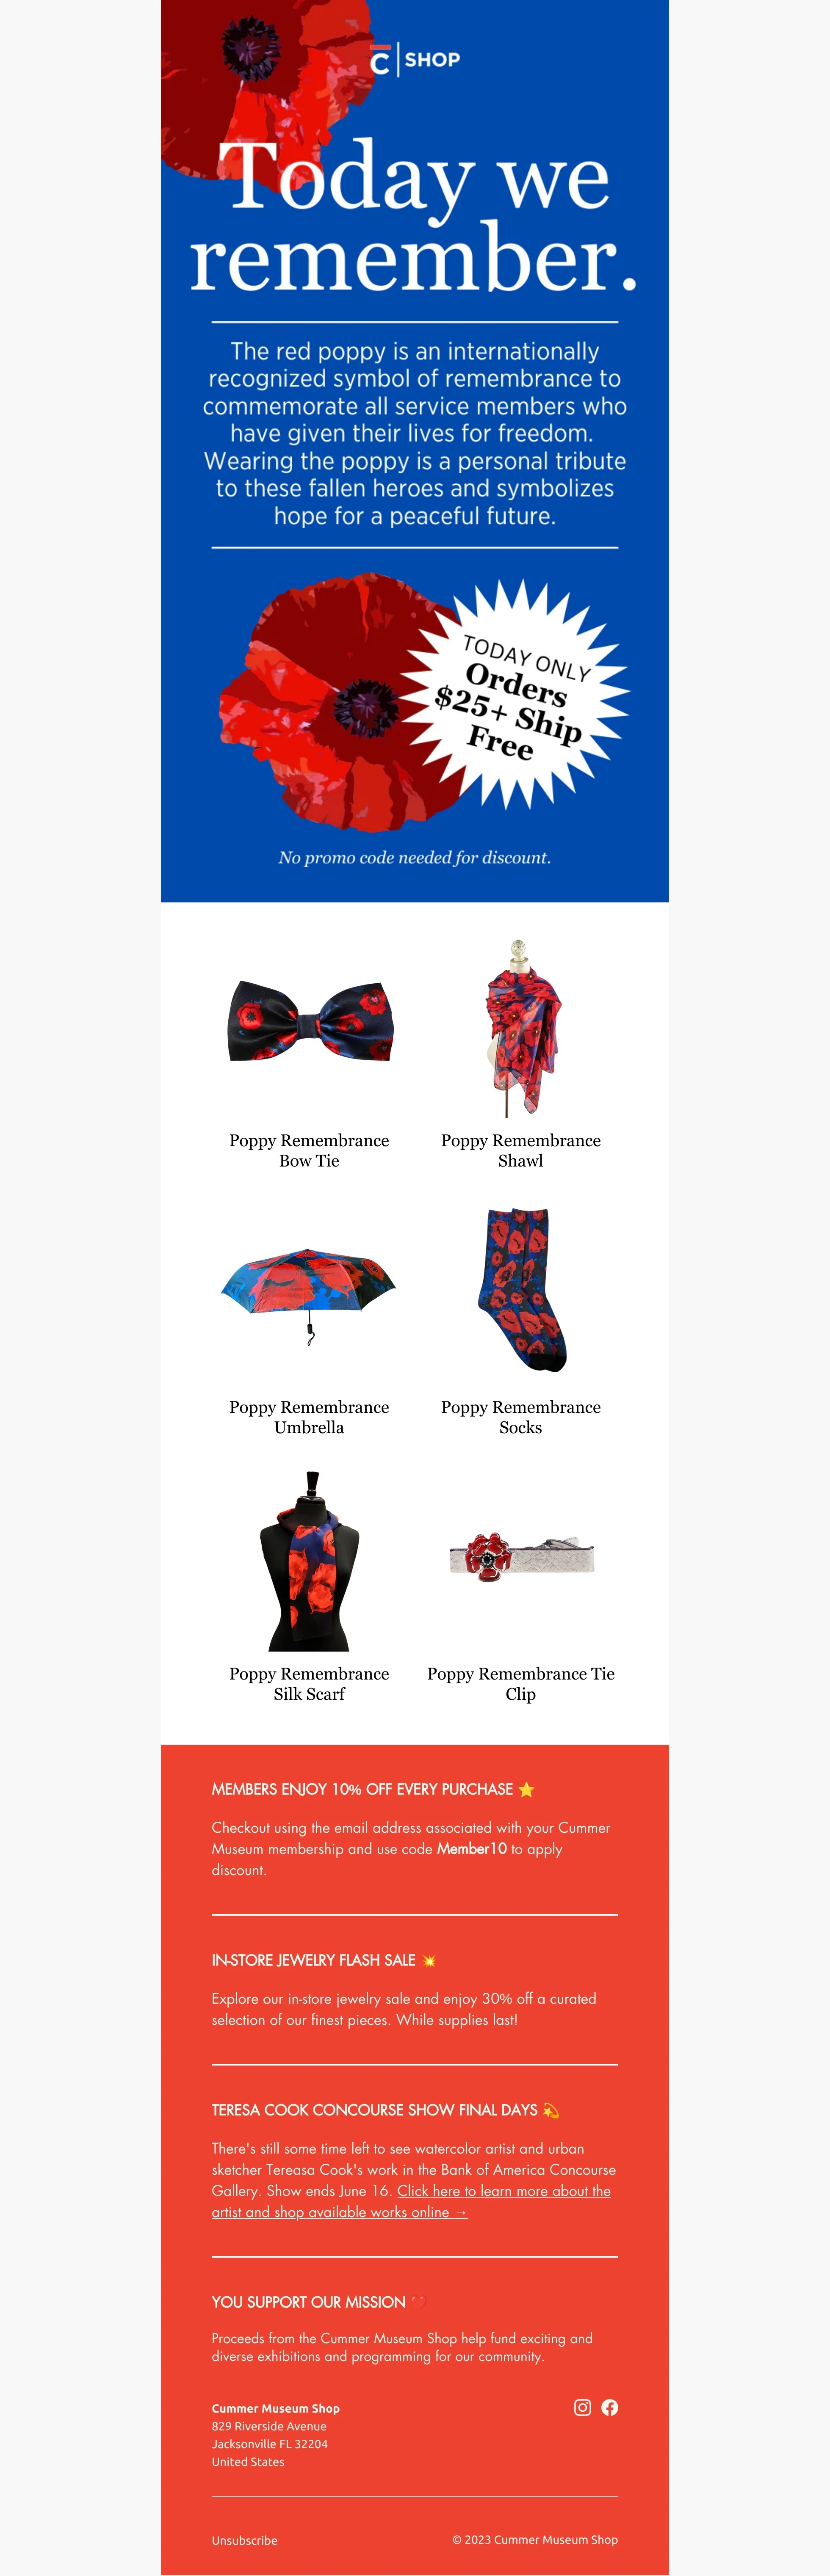 C | SHOP
Today we
remember.
The red poppy is an internationally
recognized symbol of remembrance to
commemorate all service members who
have given their lives for freedom.
Wearing the poppy is a personal tribute
to these fallen heroes and symbolizes
hope for a peaceful future.
TODAY ONLY
Orders
$25+ Ship
Free
No promo code needed for discount.
Poppy Remembrance
Bow Tie
Poppy Remembrance
Shawl
Poppy Remembrance
Umbrella
Poppy Remembrance
Socks
Poppy Remembrance
Silk Scarf
Poppy Remembrance Tie
Clip
MEMBERS ENJOY 10% OFF EVERY PURCHASE ⭐
Checkout using the email address associated with your Cummer
Museum membership and use code Member10 to apply
discount.
IN-STORE JEWELRY FLASH SALE 💥
Explore our in-store jewelry sale and enjoy 30% off a curated
selection of our finest pieces. While supplies last!
TERESA COOK CONCOURSE SHOW FINAL DAYS 💫
There's still some time left to see watercolor artist and urban
sketcher Tereasa Cook's work in the Bank of America Concourse
Gallery. Show ends June 16. Click here to learn more about the
artist and shop available works online →
YOU SUPPORT OUR MISSION ❤️
Proceeds from the Cummer Museum Shop help fund exciting and
diverse exhibitions and programming for our community.
Cummer Museum Shop
829 Riverside Avenue
Jacksonville FL 32204
United States
Unsubscribe
© 2023 Cummer Museum Shop